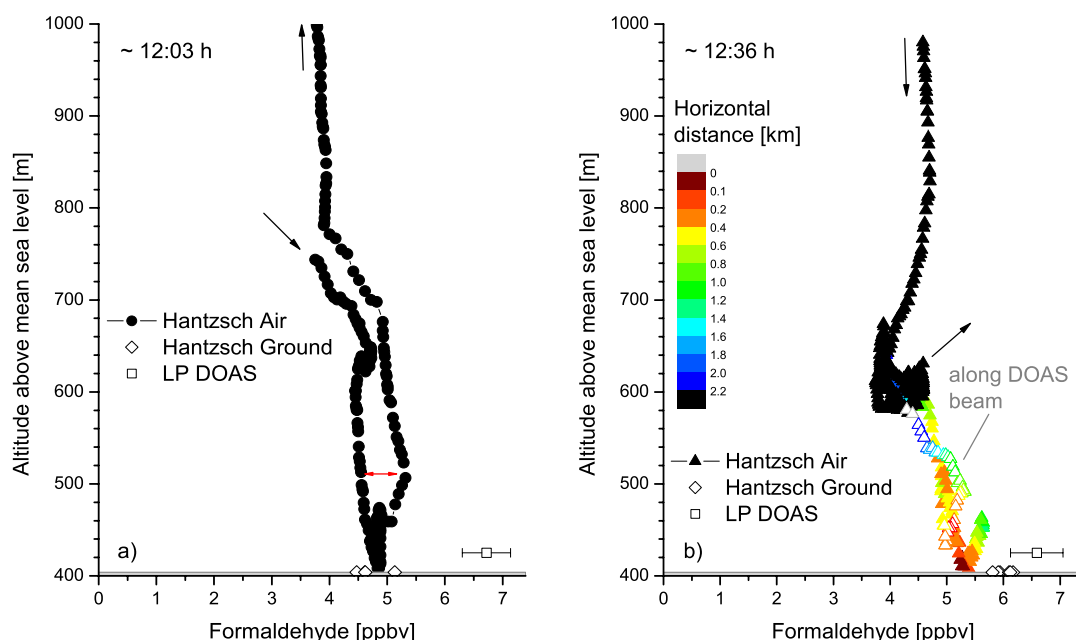 ~ 12:03 h
1000
900
800
700
600
500
400
Altitude above mean sea level [m]
Hantzsch Air
Hantzsch Ground
LP DOAS
a)
0 1 2 3 4 5 6 7
Formaldehyde [ppbv]
~ 12:36 h
1000
900
800
700
600
500
400
Altitude above mean sea level [m]
Horizontal
distance [km]
0
0.1
0.2
0.4
0.6
0.8
1.0
1.4
1.6
1.8
2.0
2.2
along DOAS
beam
Hantzsch Air
Hantzsch Ground
LP DOAS
b)
0 1 2 3 4 5 6 7
Formaldehyde [ppbv]